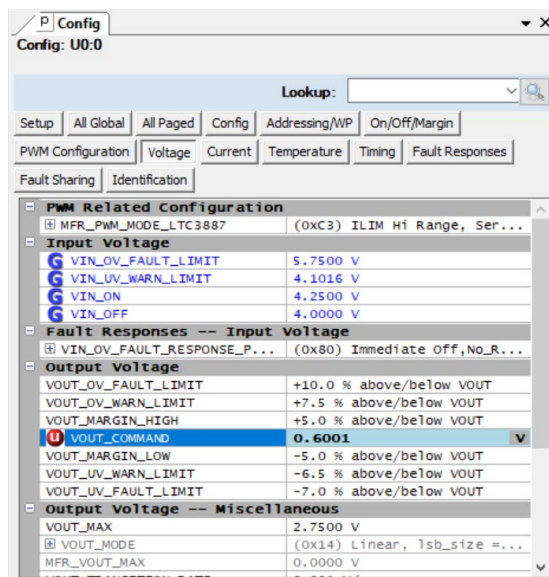 P Config
Config: U0:0
Lookup:
Setup All Global All Paged Config Addressing/WP On/Off/Margin
PWM Configuration Voltage Current Temperature Timing Fault Responses
Fault Sharing Identification
PWM Related Configuration
MFR_PWM_MODE_LTC3887 (0xC3) ILIM Hi Range, Ser...
Input Voltage
G VIN_OV_FAULT_LIMIT 5.7500 V
G VIN_UV_WARN_LIMIT 4.1016 V
G VIN_ON 4.2500 V
G VIN_OFF 4.0000 V
Fault Responses -- Input Voltage
VIN_OV_FAULT_RESPONSE_P... (0x80) Immediate Off,No_R...
Output Voltage
VOUT_OV_FAULT_LIMIT +10.0 % above/below VOUT
VOUT_OV_WARN_LIMIT +7.5 % above/below VOUT
VOUT_MARGIN_HIGH +5.0 % above/below VOUT
U VOUT_COMMAND 0.6001 V
VOUT_MARGIN_LOW -5.0 % above/below VOUT
VOUT_UV_WARN_LIMIT -6.5 % above/below VOUT
VOUT_UV_FAULT_LIMIT -7.0 % above/below VOUT
Output Voltage -- Miscellaneous
VOUT_MAX 2.7500 V
VOUT_MODE (0x14) Linear, lsb_size =...
MFR_VOUT_MAX 0.0000 V